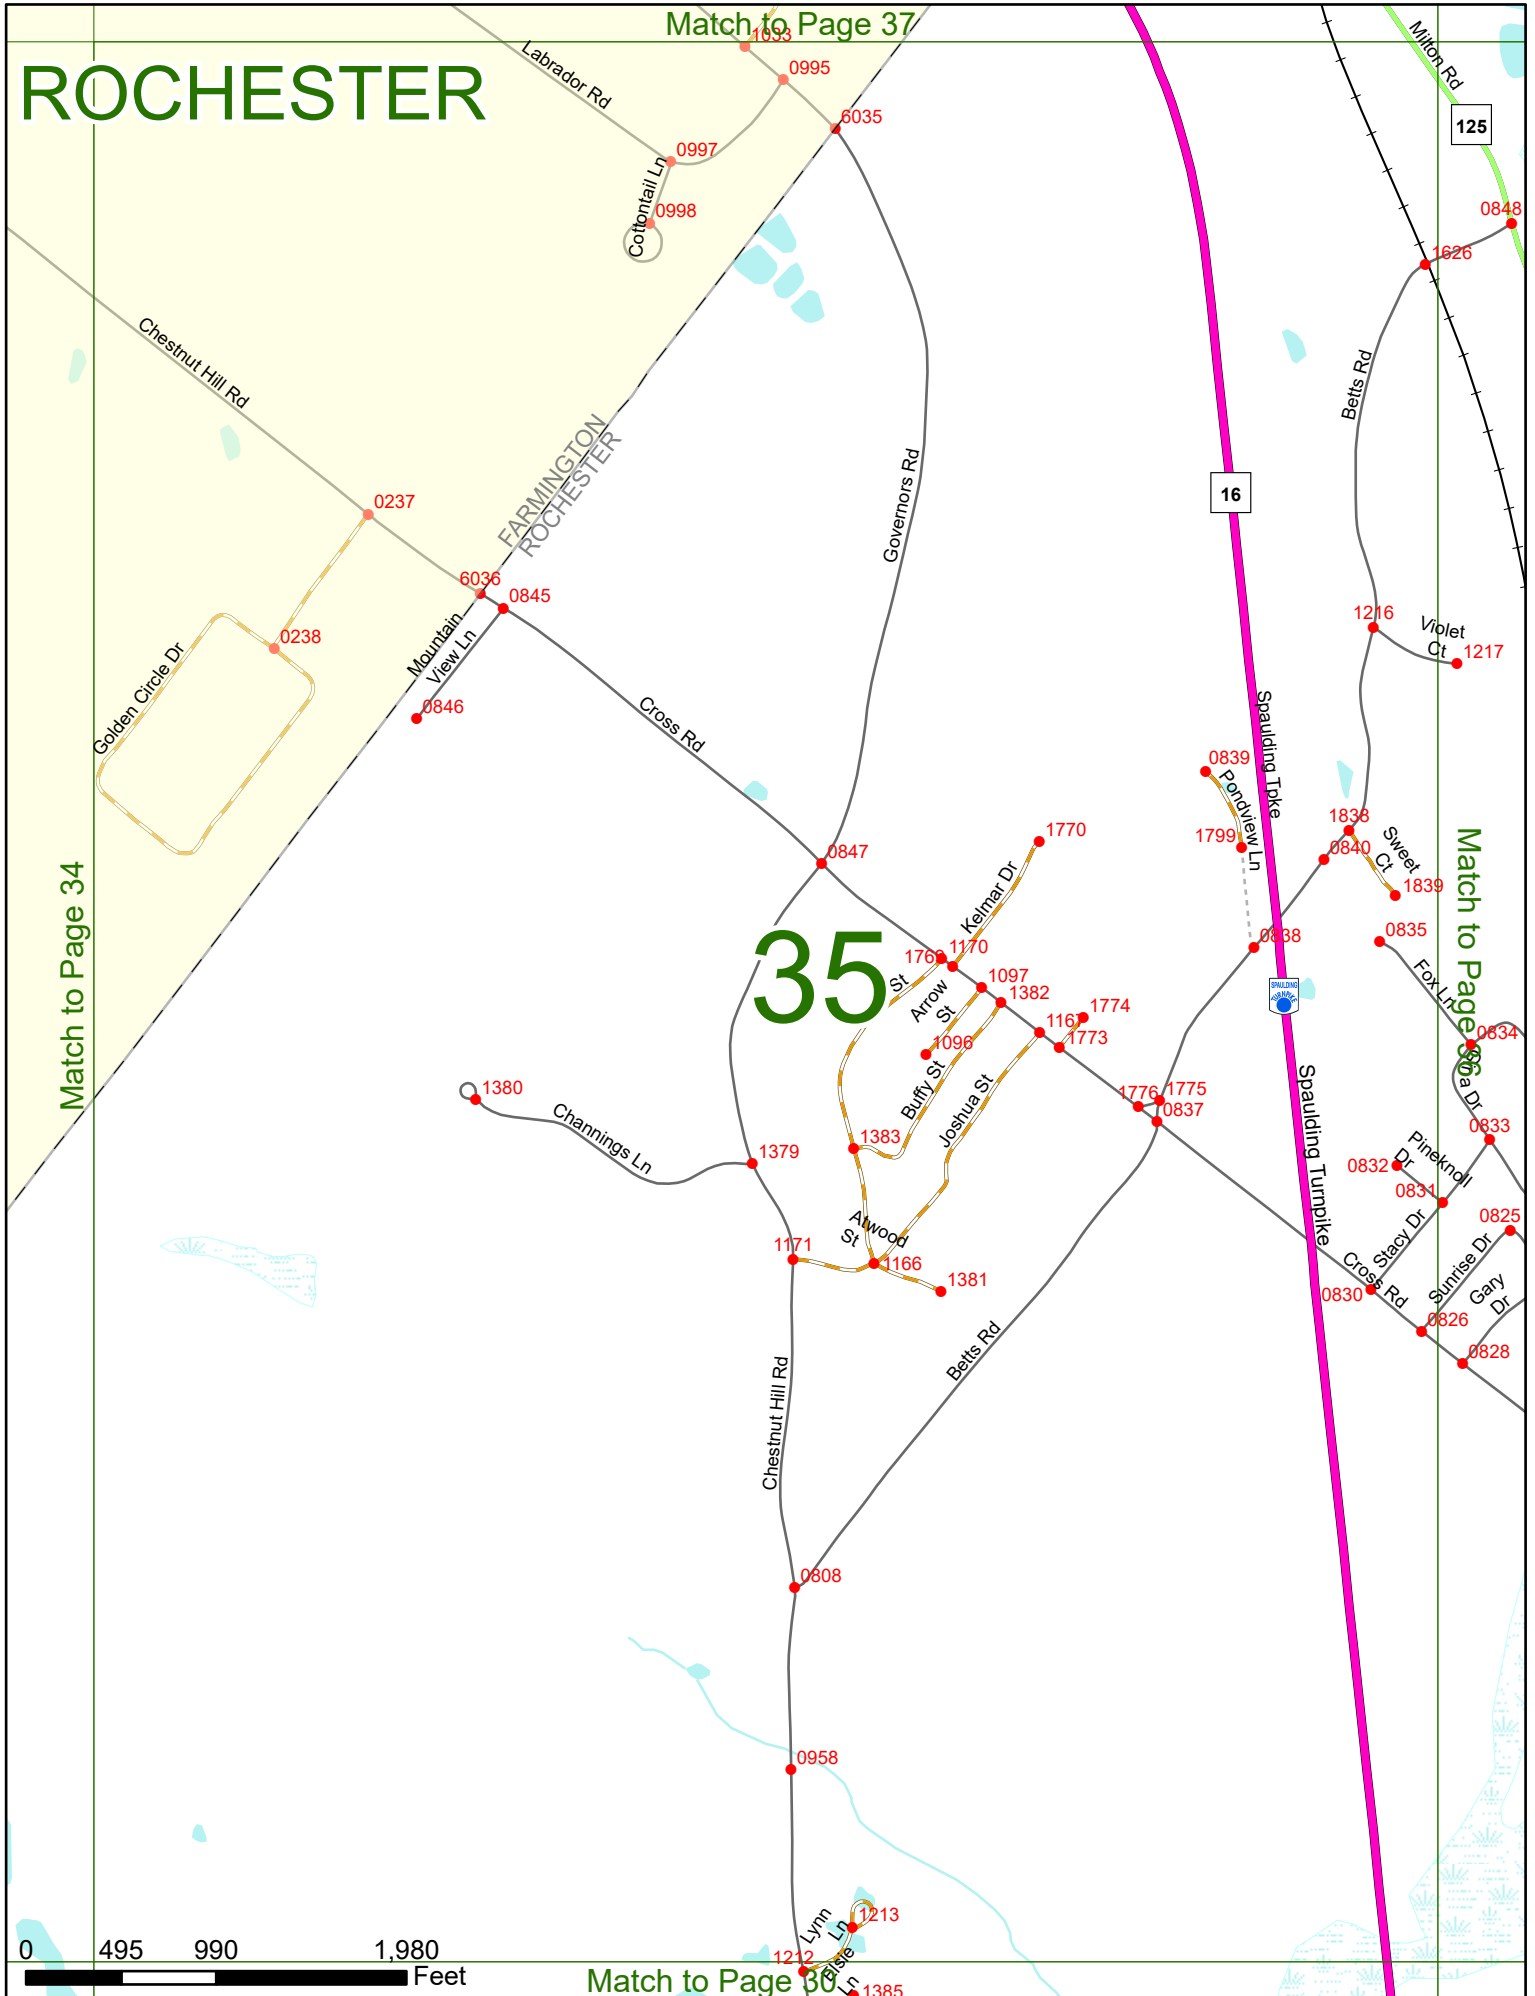 Match to Page 37
ROCHESTER
Labrador Rd
1033
0995
6035
0997
Cottontail Ln
0998
Milton Rd
125
0848
1626
Chestnut Hill Rd
Betts Rd
FARMINGTON
ROCHESTER
Governors Rd
16
0237
6036
0845
0238
Mountain
View Ln
0846
Golden Circle Dr
Cross Rd
1216
Violet
Ct
1217
Spaulding Tpke
0839
Pondview Ln
1799
1838
0840
Sweet
Ct
1839
0847
1770
Kelmar Dr
Match to Page 34
Match to Page 36
35
1170
0838
0835
Fox Ln
St
Arrow
St
1097
1382
1096
1774
1773
SPAULDING
TURNPIKE
0834
Dr
1380
Channings Ln
Buffy St
Joshua St
1776
1775
0837
Spaulding Turnpike
0833
1383
1379
0832
Pineknoll
Dr
0831
Atwood
St
1171
1166
1381
Stacy Dr
0825
Sunrise Dr
Gary
Dr
Cross Rd
0830
0826
0828
Betts Rd
Chestnut Hill Rd
0808
0958
Lynn
Ln
1213
1212
Elsie
Ln
1385
0 495 990 1,980
Feet
Match to Page 30